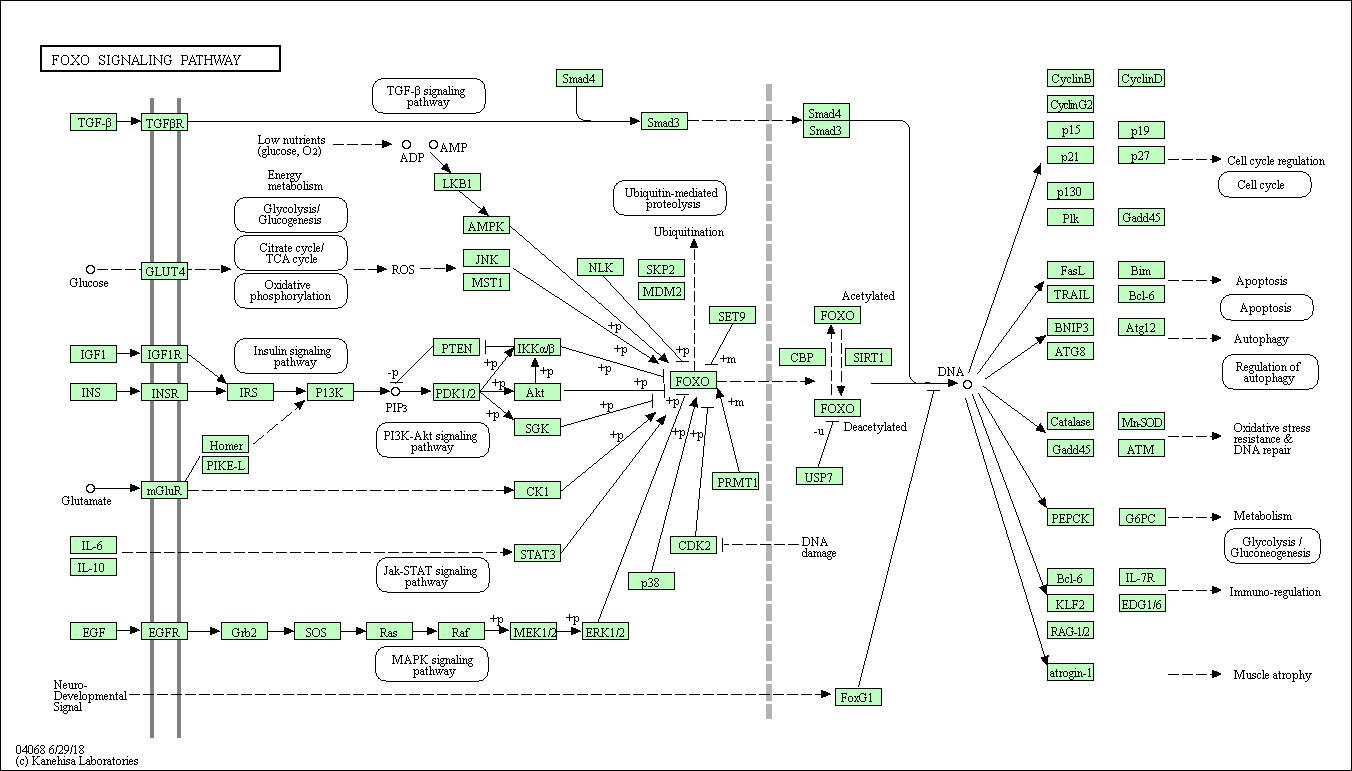 FOXO SIGNALING PATHWAY
TGF-β signaling
pathway
Smad4
CyclinB
CyclinD
CyclinG2
TGF-β
TGFβR
Smad3
Smad4
Smad3
p15
p19
Low nutrients
(glucose, O2)
ADP
AMP
p21
p27
Cell cycle regulation
Energy
metabolism
LKB1
Cell cycle
Ubiquitin-mediated
proteolysis
p130
Glycolysis/
Glucogenesis
AMPK
Plk
Gadd45
Ubiquitination
Citrate cycle/
TCA cycle
JNK
NLK
SKP2
Glucose
GLUT4
ROS
MST1
MDM2
FasL
Bim
Apoptosis
Oxidative
phosphorylation
TRAIL
Bcl-6
Apoptosis
Acetylated
SET9
FOXO
+p
+p
+p
+m
BNIP3
Atg12
Autophagy
ATG8
IGF1
IGF1R
Insulin signaling
pathway
PTEN
IKKα/β
CBP
SIRT1
Regulation of
autophagy
-p
+p
+p
+p
+p
+p
INS
INSR
IRS
P13K
PIP3
PDK1/2
Akt
FOXO
DNA
+p
+p
+p
+m
FOXO
Deacetylated
PI3K-Akt signaling
pathway
SGK
+p
+p
+p
-u
Catalase
Mn-SOD
Oxidative stress
resistance &
DNA repair
Gadd45
ATM
Homer
PIKE-L
USP7
Glutamate
mGluR
CK1
PRMT1
PEPCK
G6PC
Metabolism
Glycolysis /
Gluconeogenesis
IL-6
IL-10
STAT3
CDK2
DNA
damage
Jak-STAT signaling
pathway
p38
Bcl-6
IL-7R
Immuno-regulation
KLF2
EDG1/6
RAG-1/2
EGF
EGFR
Grb2
SOS
Ras
Raf
+p
MEK1/2
+p
ERK1/2
MAPK signaling
pathway
atrogin-1
Muscle atrophy
Neuro-
Developmental
Signal
FoxG1
04068 6/29/18
(c) Kanehisa Laboratories